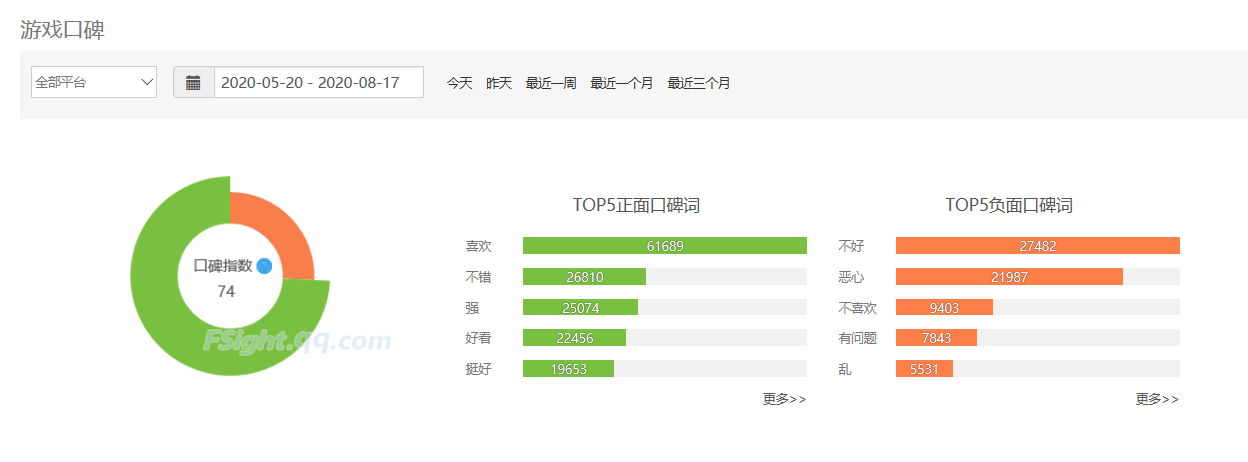 游戏口碑
全部平台 2020-05-20 - 2020-08-17 今天 昨天 最近一周 最近一个月 最近三个月
口碑指数
74
FSight.qq.com
TOP5正面口碑词
喜欢 61689
不错 26810
强 25074
好看 22456
挺好 19653
更多>>
TOP5负面口碑词
不好 27482
恶心 21987
不喜欢 9403
有问题 7843
乱 5531
更多>>